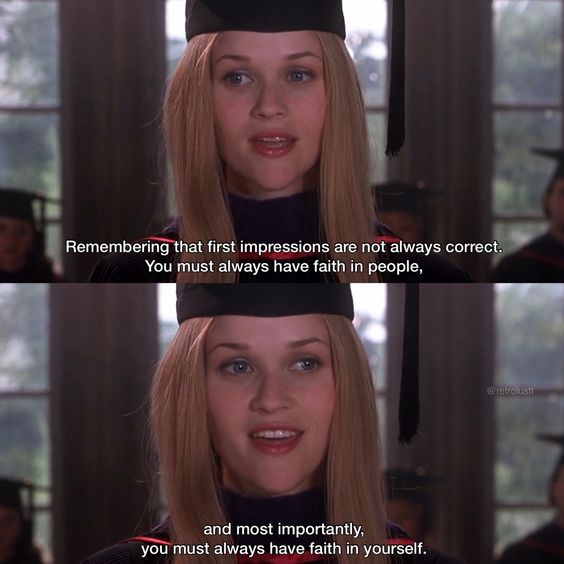 Remembering that first impressions are not always correct.
You must always have faith in people,
@retrolustt
and most importantly,
you must always have faith in yourself.